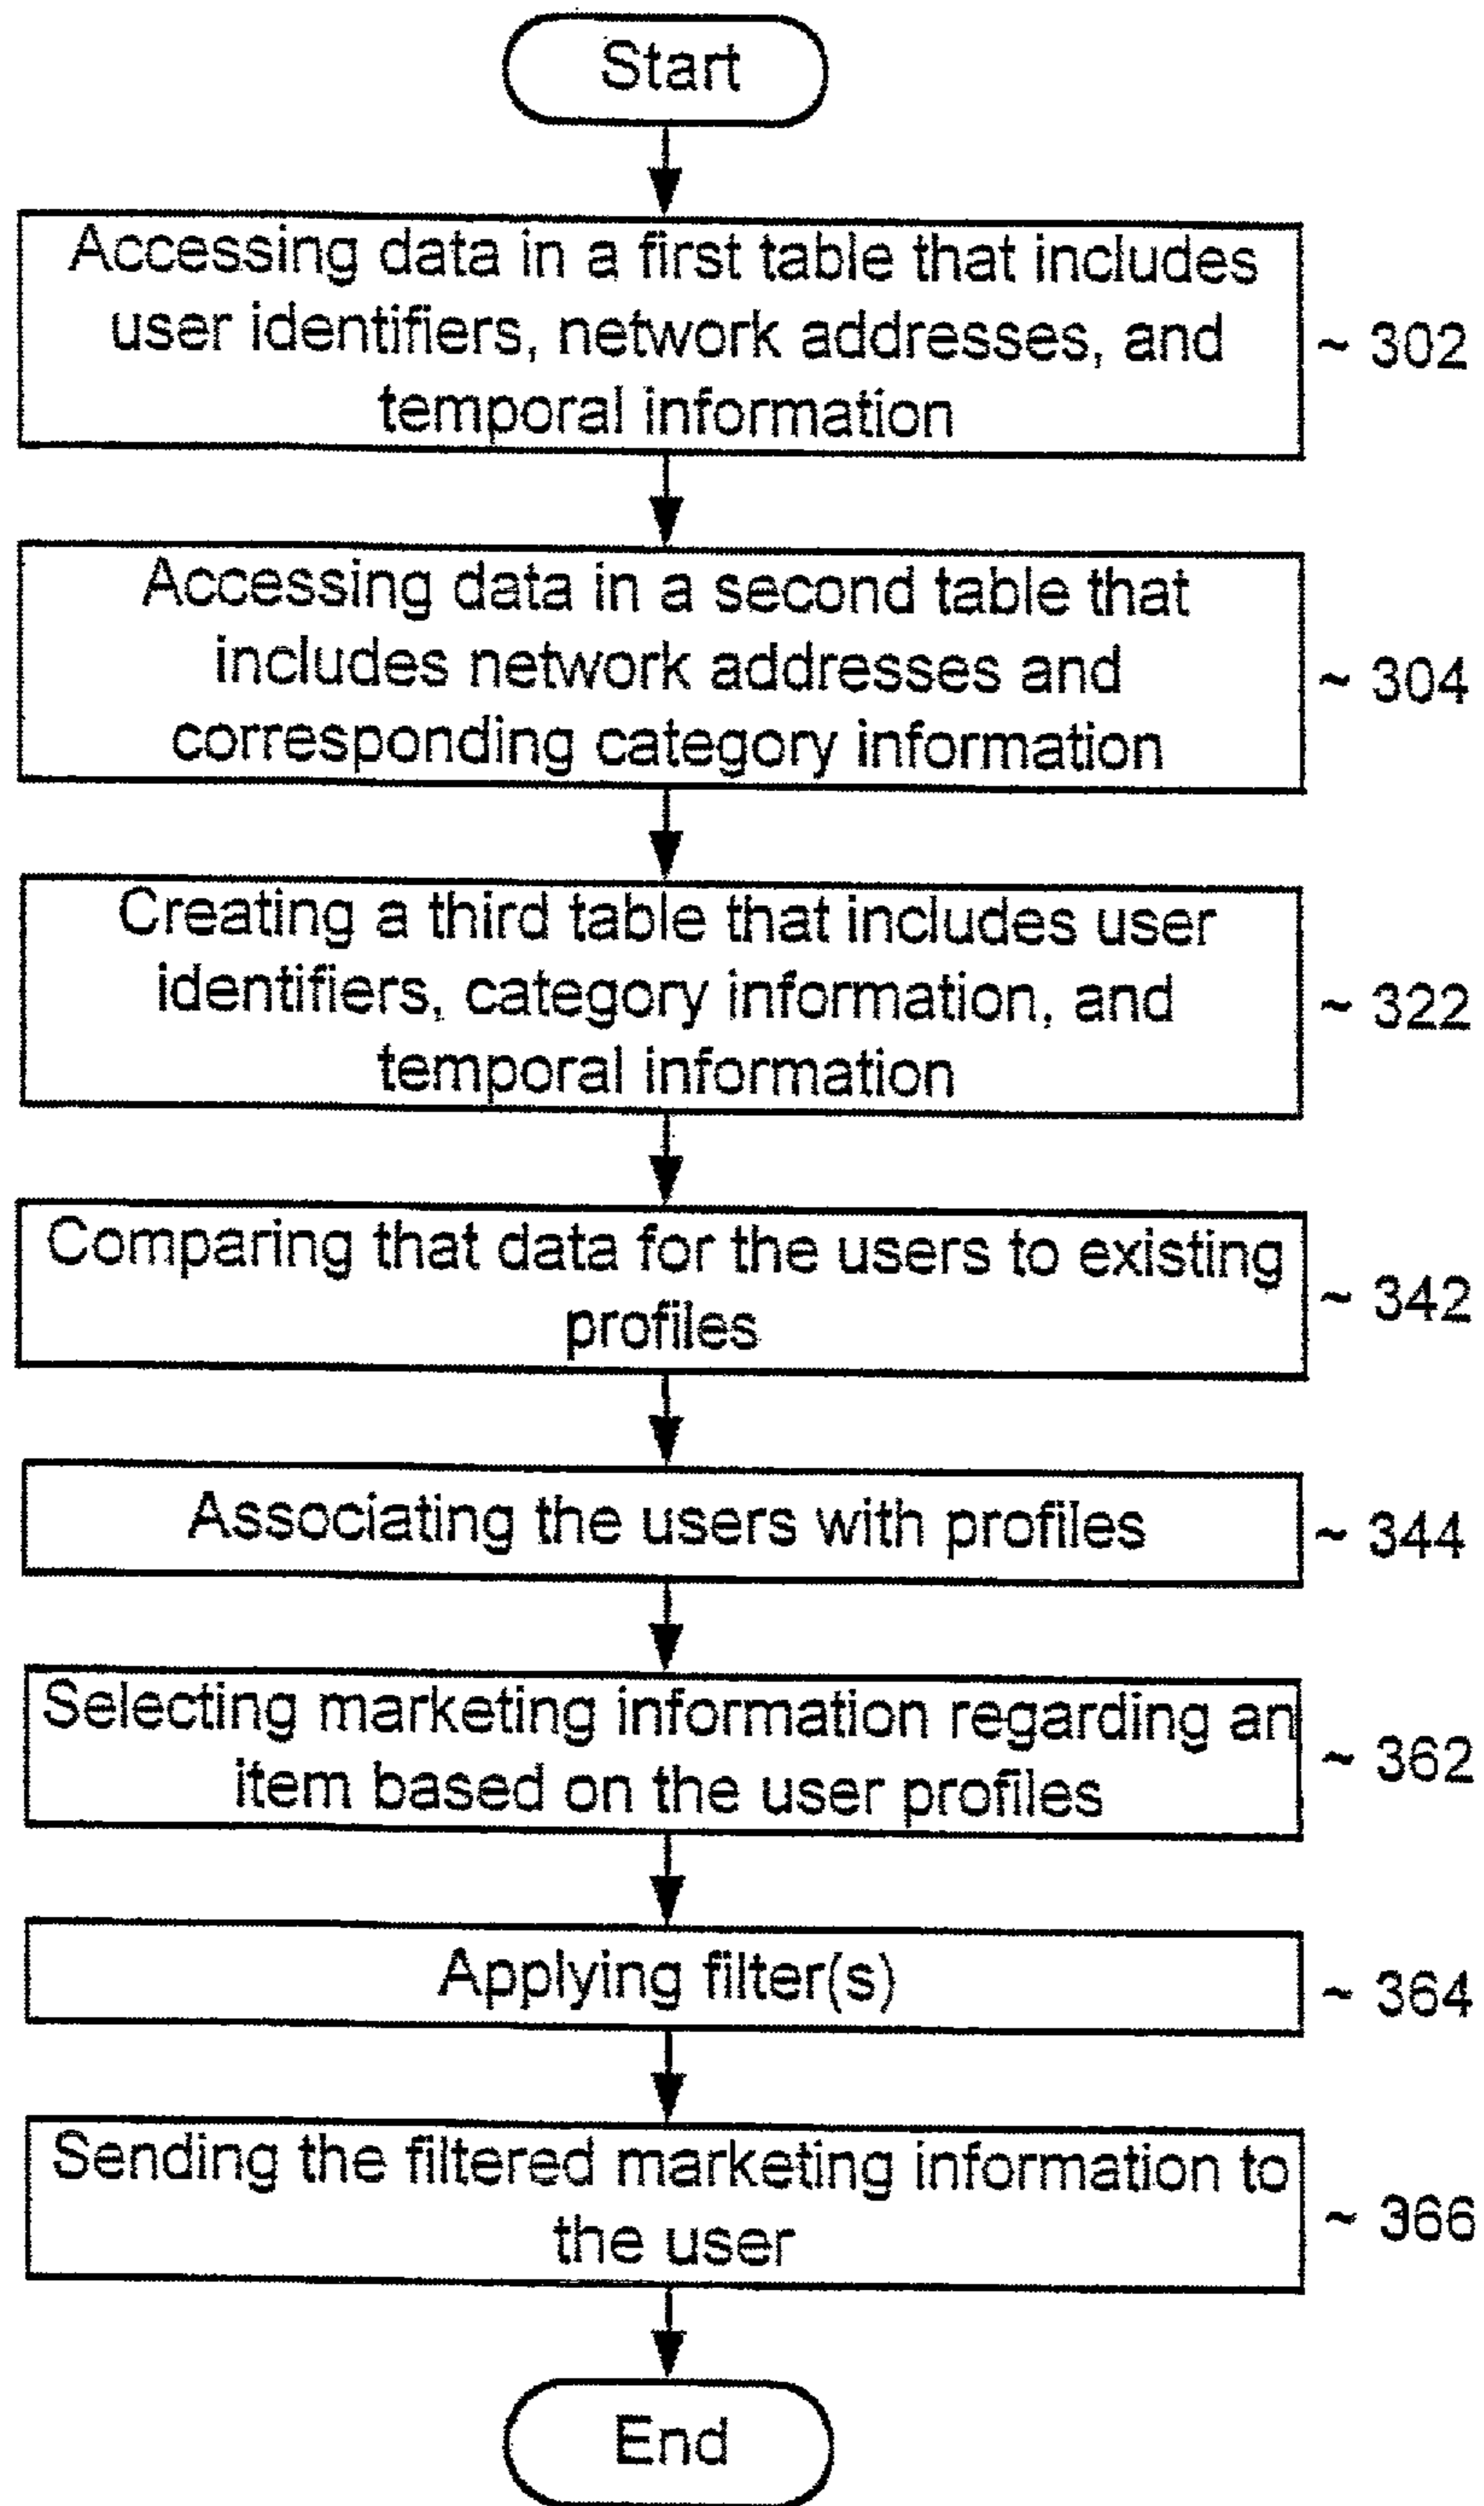 Start
Accessing data in a first table that includes
user identifiers, network addresses, and
temporal information
~ 302
Accessing data in a second table that
includes network addresses and
corresponding category information
~ 304
Creating a third table that includes user
identifiers, category information, and
temporal information
~ 322
Comparing that data for the users to existing
profiles
~ 342
Associating the users with profiles
~ 344
Selecting marketing information regarding an
item based on the user profiles
~ 362
Applying filter(s)
~ 364
Sending the filtered marketing information to
the user
~ 366
End